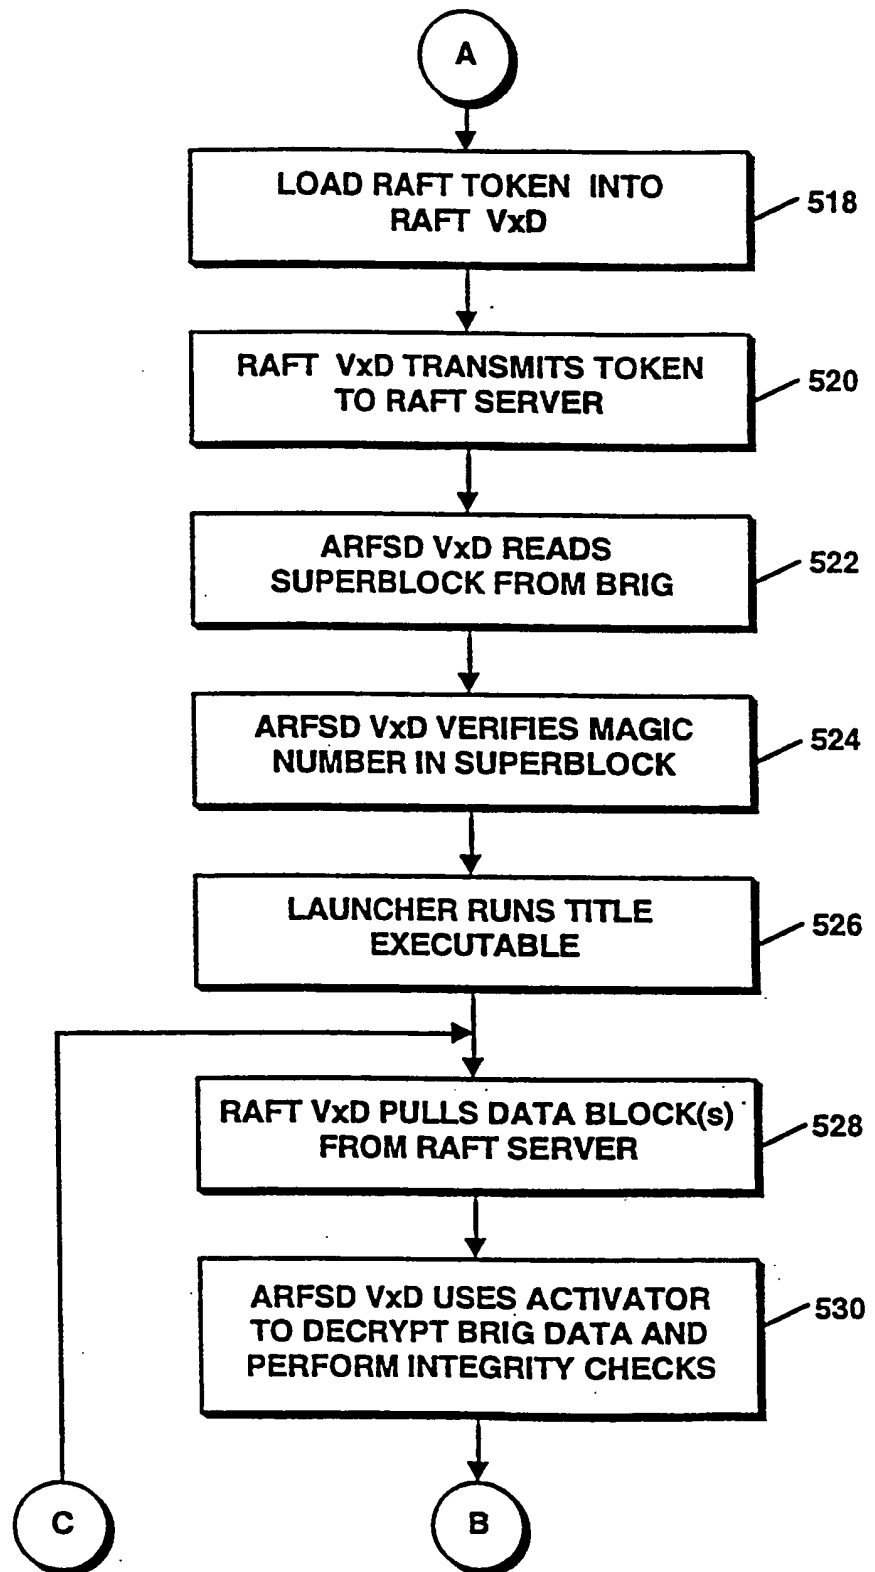 A
LOAD RAFT TOKEN INTO
RAFT VxD
518
RAFT VxD TRANSMITS TOKEN
TO RAFT SERVER
520
ARFSD VxD READS
SUPERBLOCK FROM BRIG
522
ARFSD VxD VERIFIES MAGIC
NUMBER IN SUPERBLOCK
524
LAUNCHER RUNS TITLE
EXECUTABLE
526
RAFT VxD PULLS DATA BLOCK(s)
FROM RAFT SERVER
528
ARFSD VxD USES ACTIVATOR
TO DECRYPT BRIG DATA AND
PERFORM INTEGRITY CHECKS
530
C
B